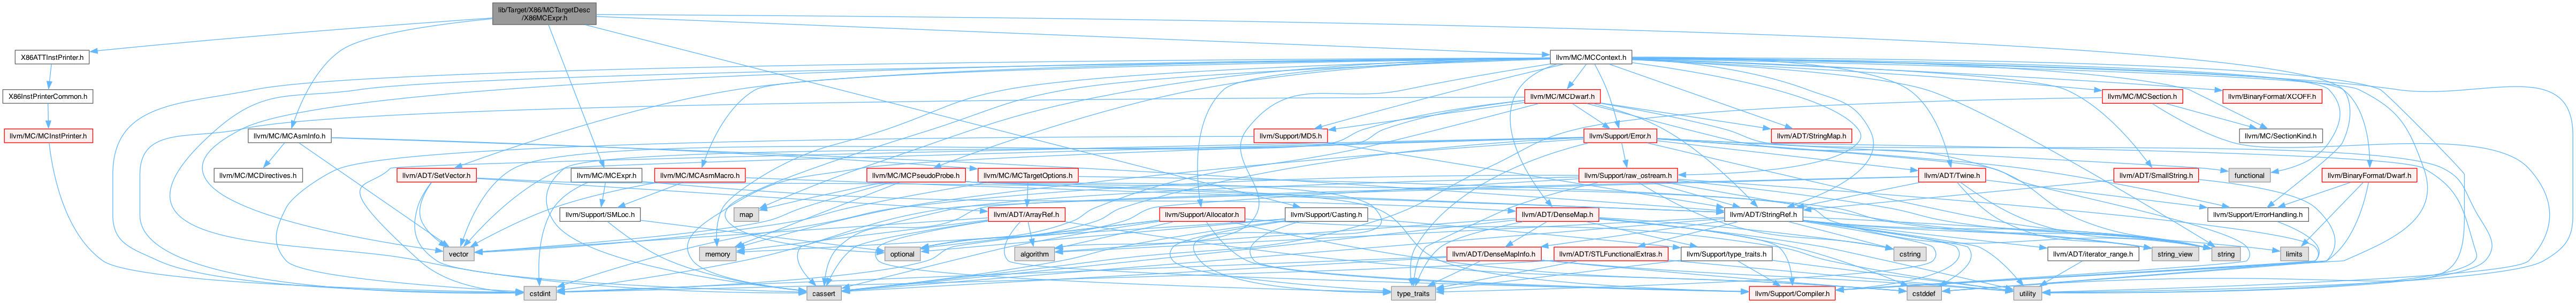 lib/Target/X86/MCTargetDesc
/X86MCExpr.h
X86ATTInstPrinter.h
llvm/MC/MCContext.h
X86InstPrinterCommon.h
llvm/MC/MCDwarf.h
llvm/MC/MCSection.h
llvm/BinaryFormat/XCOFF.h
llvm/MC/MCInstPrinter.h
llvm/MC/MCAsmInfo.h
llvm/Support/MD5.h
llvm/Support/Error.h
llvm/ADT/StringMap.h
llvm/MC/SectionKind.h
llvm/MC/MCDirectives.h
llvm/ADT/SetVector.h
llvm/MC/MCExpr.h
llvm/MC/MCAsmMacro.h
llvm/MC/MCPseudoProbe.h
llvm/MC/MCTargetOptions.h
llvm/Support/raw_ostream.h
llvm/ADT/Twine.h
llvm/ADT/SmallString.h
functional
llvm/BinaryFormat/Dwarf.h
llvm/Support/SMLoc.h
map
llvm/ADT/ArrayRef.h
llvm/Support/Allocator.h
llvm/Support/Casting.h
llvm/ADT/DenseMap.h
llvm/ADT/StringRef.h
llvm/Support/ErrorHandling.h
vector
memory
optional
algorithm
llvm/ADT/DenseMapInfo.h
llvm/ADT/STLFunctionalExtras.h
llvm/Support/type_traits.h
cstring
llvm/ADT/iterator_range.h
string_view
string
limits
cstdint
cassert
type_traits
llvm/Support/Compiler.h
cstddef
utility